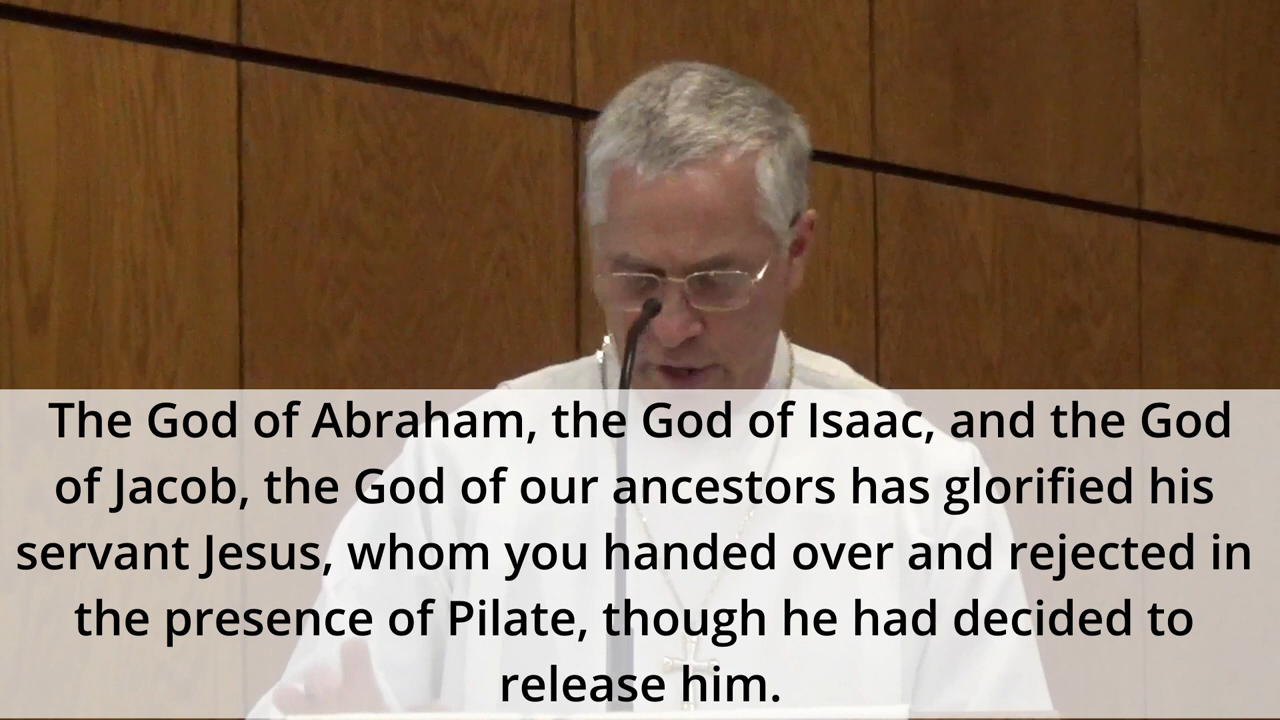 The God of Abraham, the God of Isaac, and the God
of Jacob, the God of our ancestors has glorified his
servant Jesus, whom you handed over and rejected in
the presence of Pilate, though he had decided to
release him.